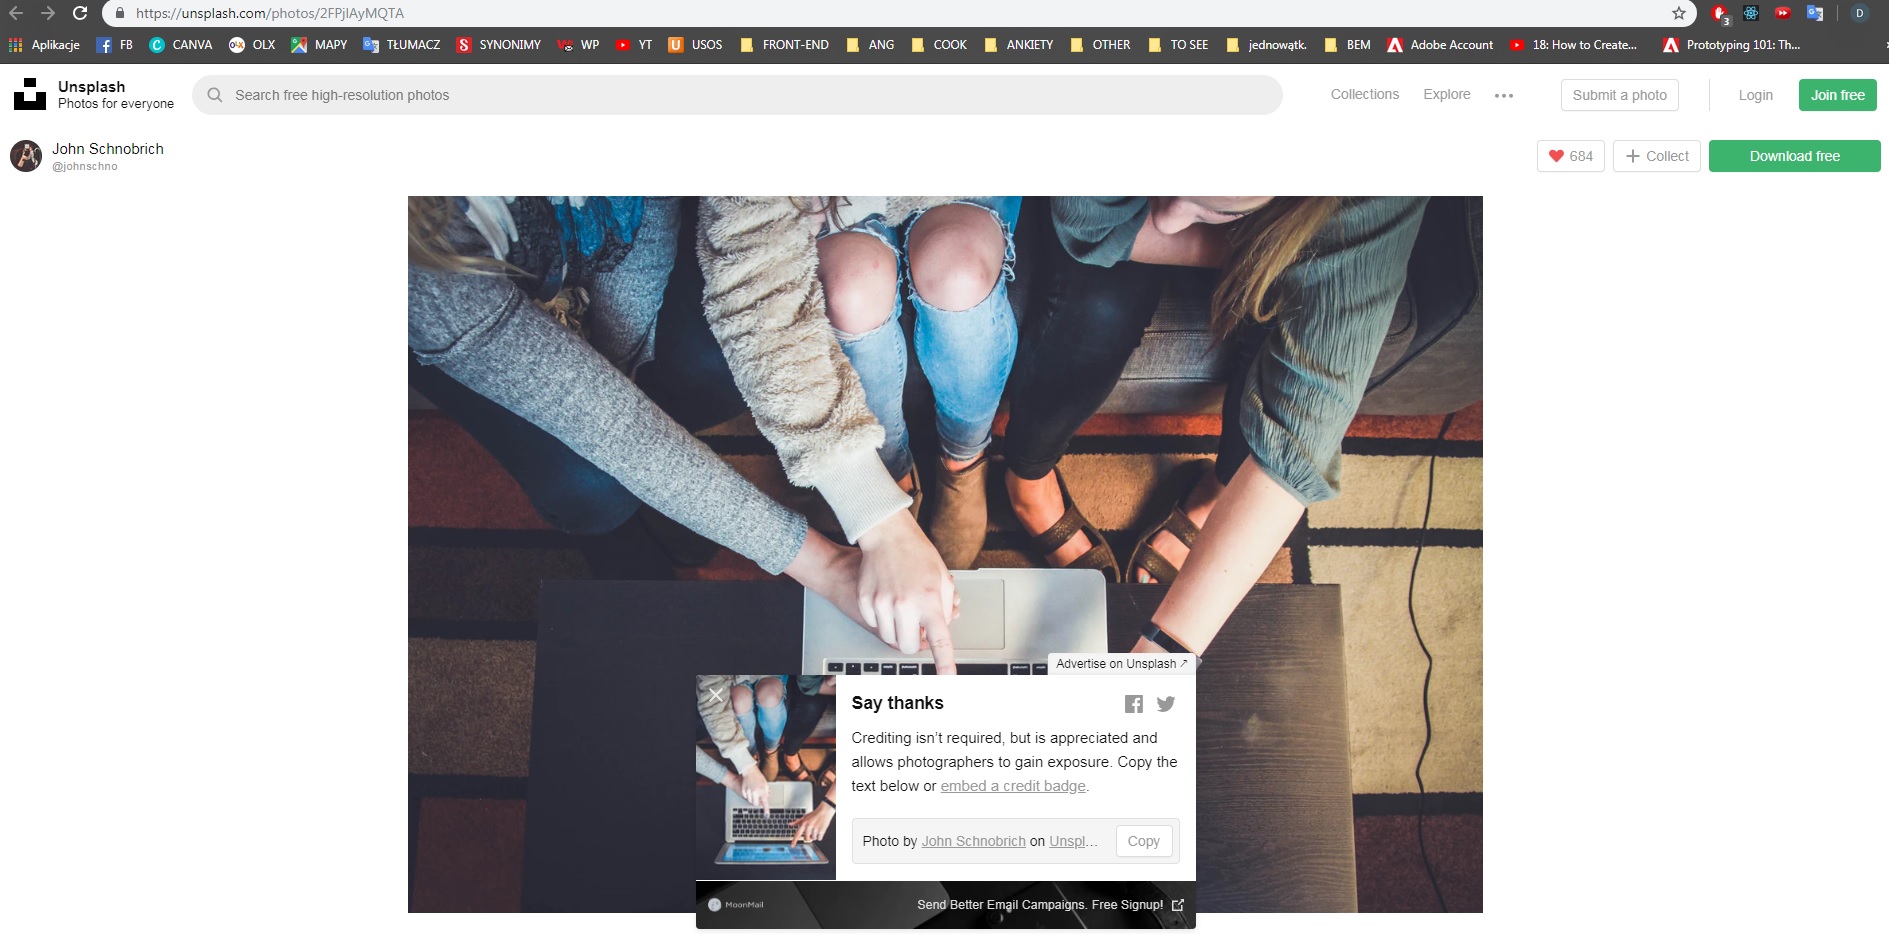 https://unsplash.com/photos/2FPjlAyMQTA
3
D
Aplikacje FB CANVA OLX MAPY TŁUMACZ SYNONIMY WP YT USOS FRONT-END ANG COOK ANKIETY OTHER TO SEE jednowątk. BEM Adobe Account 18: How to Create... Prototyping 101: Th...
Unsplash
Photos for everyone
Search free high-resolution photos
Collections Explore ••• Submit a photo Login Join free
John Schnobrich
@johnschno
684 + Collect Download free
Advertise on Unsplash ↗
Say thanks
Crediting isn't required, but is appreciated and
allows photographers to gain exposure. Copy the
text below or embed a credit badge.
Photo by John Schnobrich on Unspl... Copy
MoonMail
Send Better Email Campaigns. Free Signup!